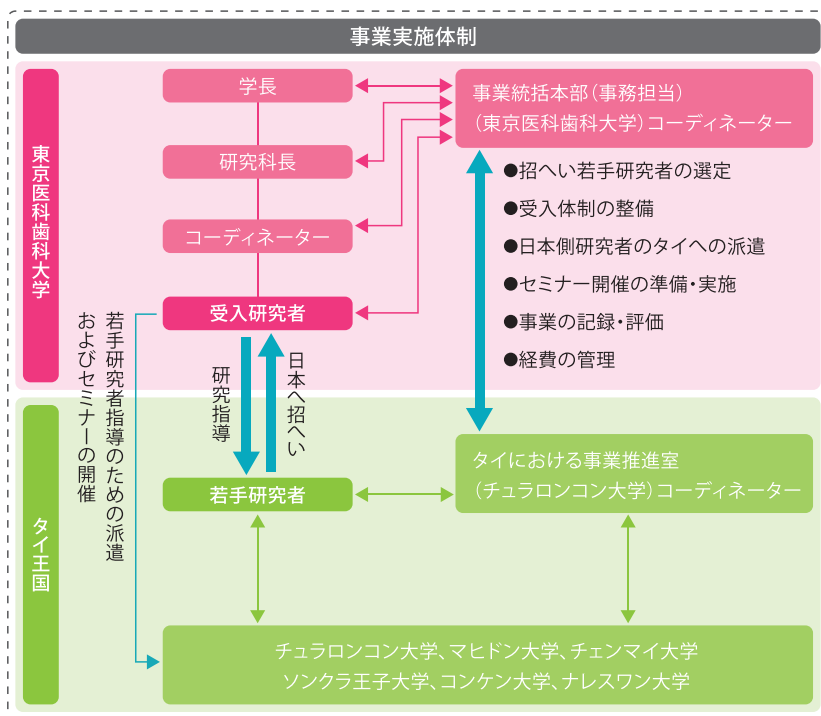 事業実施体制
東京医科歯科大学
学長
研究科長
コーディネーター
受入研究者
事業統括本部（事務担当）
（東京医科歯科大学）コーディネーター
●招へい若手研究者の選定
●受入体制の整備
●日本側研究者のタイへの派遣
●セミナー開催の準備・実施
●事業の記録・評価
●経費の管理
若手研究者指導のための派遣
およびセミナーの開催
研究指導
日本へ招へい
タイ王国
若手研究者
タイにおける事業推進室
（チュラロンコン大学）コーディネーター
チュラロンコン大学、マヒドン大学、チェンマイ大学
ソンクラ王子大学、コンケン大学、ナレスワン大学